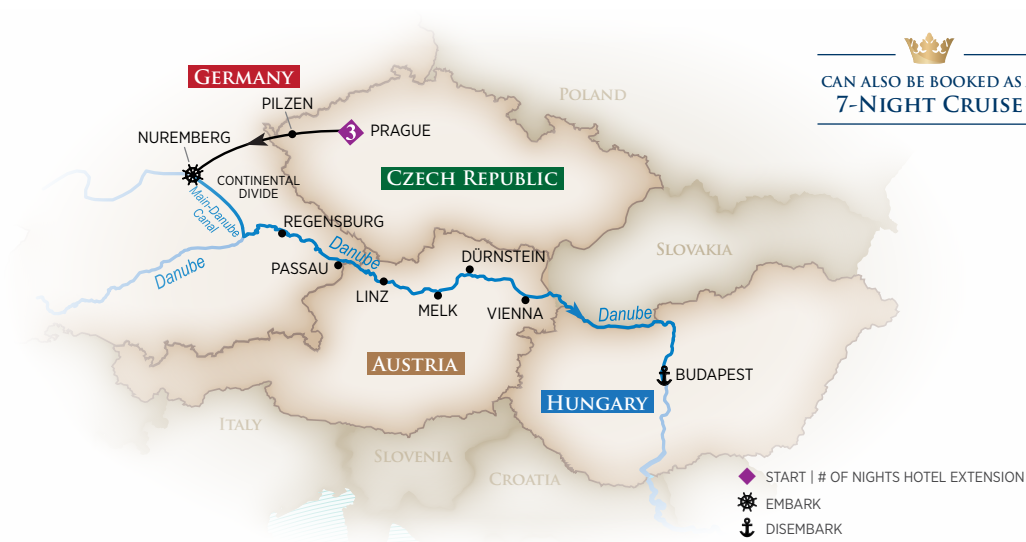 GERMANY
POLAND
CAN ALSO BE BOOKED AS
7-NIGHT CRUISE
PILZEN
3
PRAGUE
NUREMBERG
CONTINENTAL
DIVIDE
CZECH REPUBLIC
Main-Danube
Canal
REGENSBURG
SLOVAKIA
Danube
Danube
DÜRNSTEIN
PASSAU
LINZ
MELK
VIENNA
Danube
AUSTRIA
BUDAPEST
HUNGARY
ITALY
SLOVENIA
CROATIA
START | # OF NIGHTS HOTEL EXTENSION
EMBARK
DISEMBARK